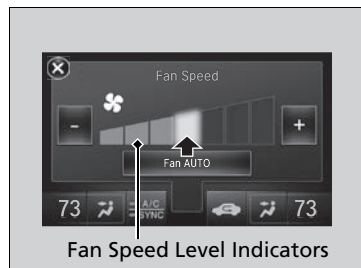 Fan Speed
-
+
Fan AUTO
73 A/C 73
SYNC
Fan Speed Level Indicators